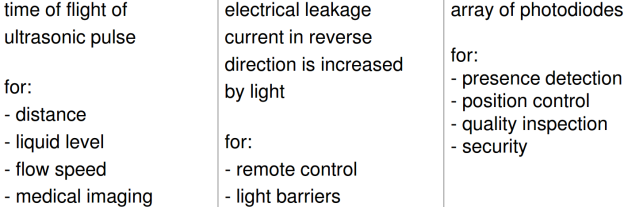 time of flight of
ultrasonic pulse
for:
- distance
- liquid level
- flow speed
- medical imaging
electrical leakage
current in reverse
direction is increased
by light
for:
- remote control
- light barriers
array of photodiodes
for:
- presence detection
- position control
- quality inspection
- security